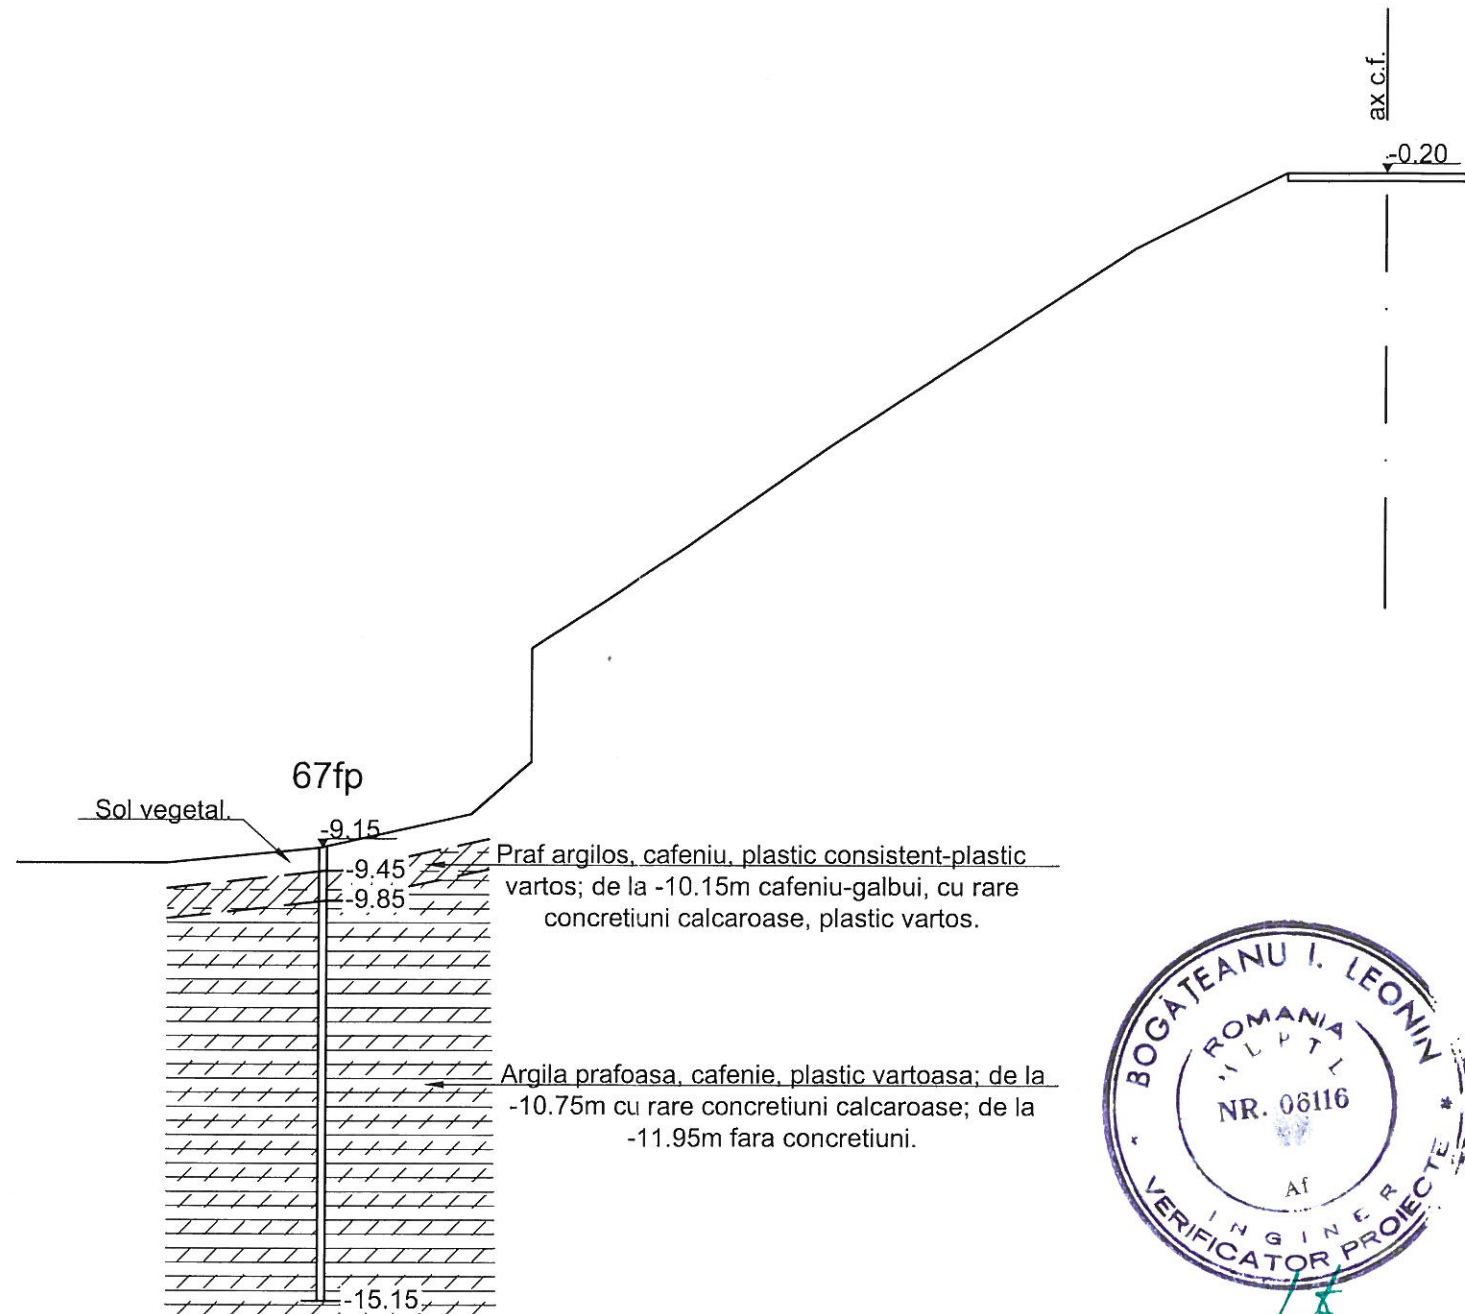 ax c.f.
-0.20
67fp
Sol vegetal.
-9.15
-9.45
-9.85
Praf argilos, cafeniu, plastic consistent-plastic
vartos; de la -10.15m cafeniu-galbui, cu rare
concretiuni calcaroase, plastic vartos.
Argila prafoasa, cafenie, plastic vartoasa; de la
-10.75m cu rare concretiuni calcaroase; de la
-11.95m fara concretiuni.
-15.15
BOGĂȚEANU I. LEONIN
ROMANIA
MLPTL
NR. 06116
Af
INGINER
* VERIFICATOR PROIECTE *